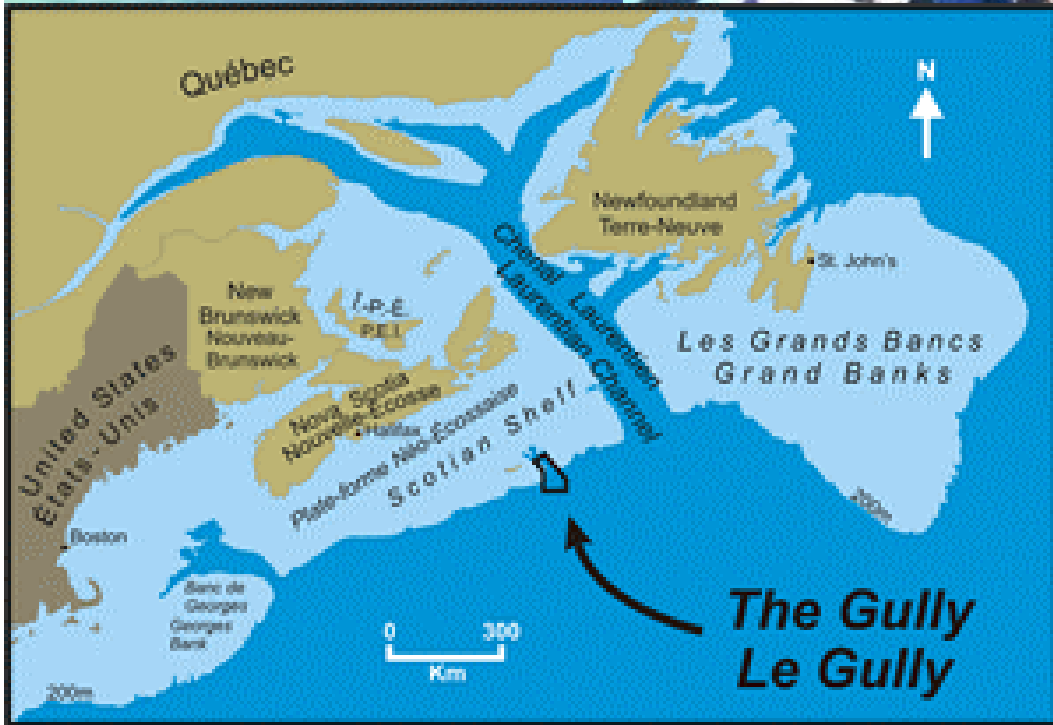 Québec
N
Newfoundland
Terre-Neuve
St. John's
Chenal Laurentien
Laurentian Channel
New
Brunswick
Nouveau-
Brunswick
Î.-P.-É.
P.E.I.
Les Grands Bancs
Grand Banks
United States
États-Unis
Nova Scotia
Nouvelle-Écosse
Halifax
Plate-forme Néo-Écossaise
Scotian Shelf
200m
Boston
Banc de
Georges
Georges
Bank
0 300
Km
The Gully
Le Gully
200m